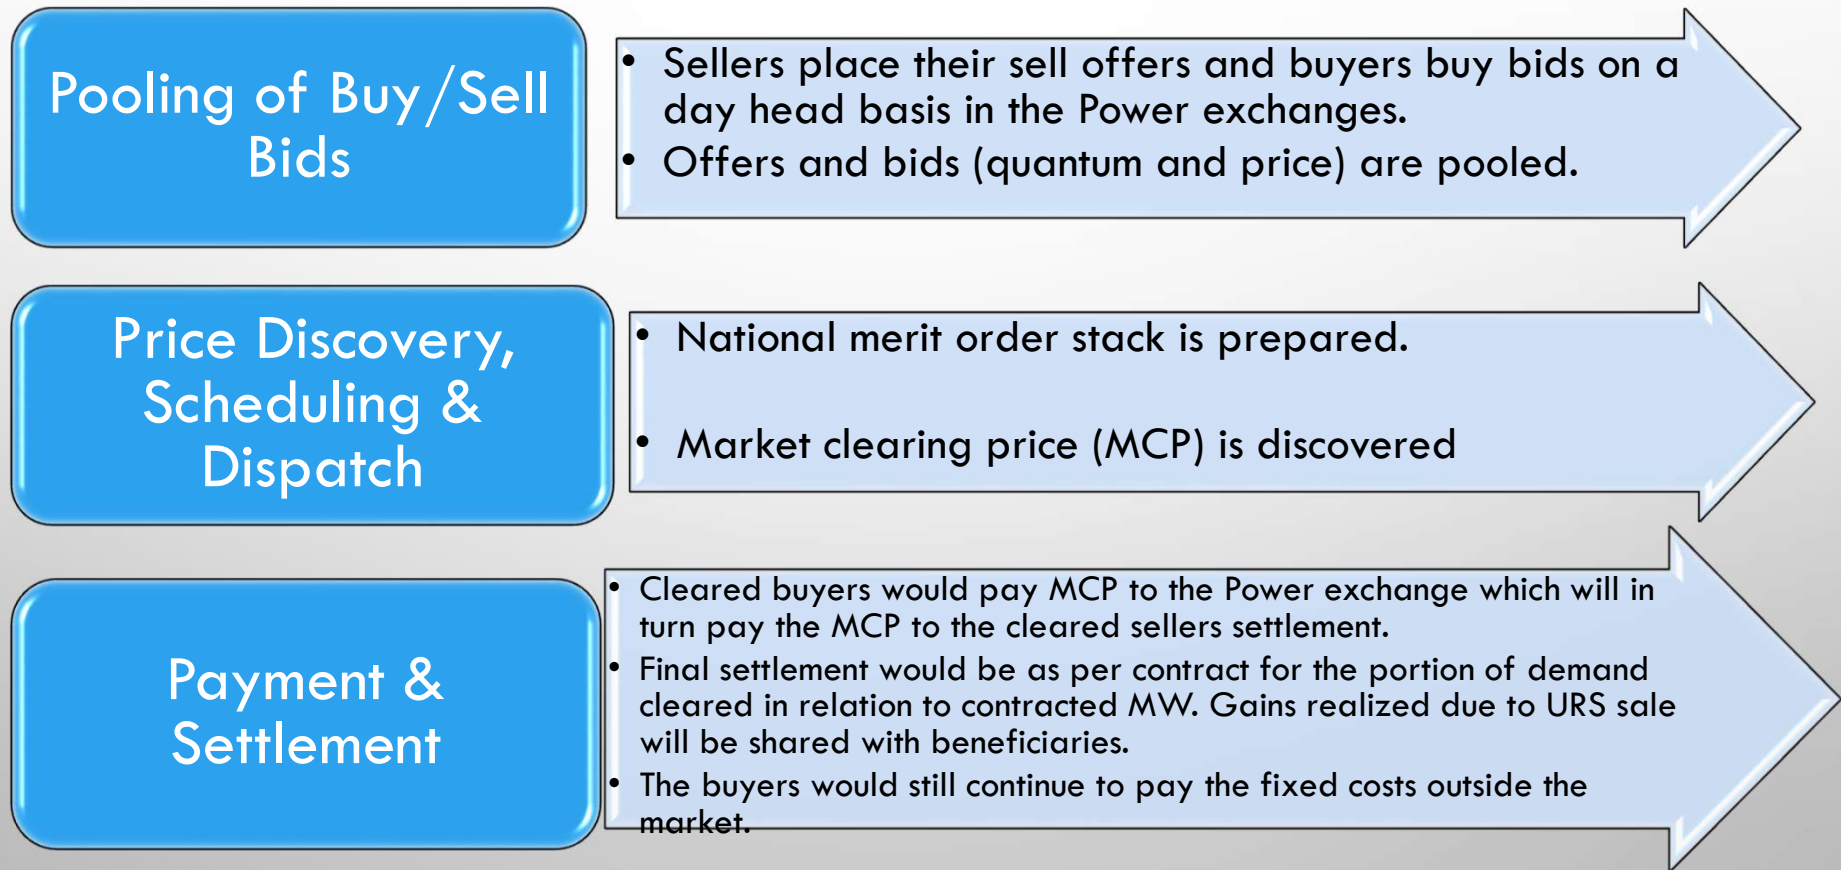 Pooling of Buy/Sell
Bids
• Sellers place their sell offers and buyers buy bids on a
day head basis in the Power exchanges.
• Offers and bids (quantum and price) are pooled.
Price Discovery,
Scheduling &
Dispatch
• National merit order stack is prepared.
• Market clearing price (MCP) is discovered
Payment &
Settlement
• Cleared buyers would pay MCP to the Power exchange which will in
turn pay the MCP to the cleared sellers settlement.
• Final settlement would be as per contract for the portion of demand
cleared in relation to contracted MW. Gains realized due to URS sale
will be shared with beneficiaries.
• The buyers would still continue to pay the fixed costs outside the
market.